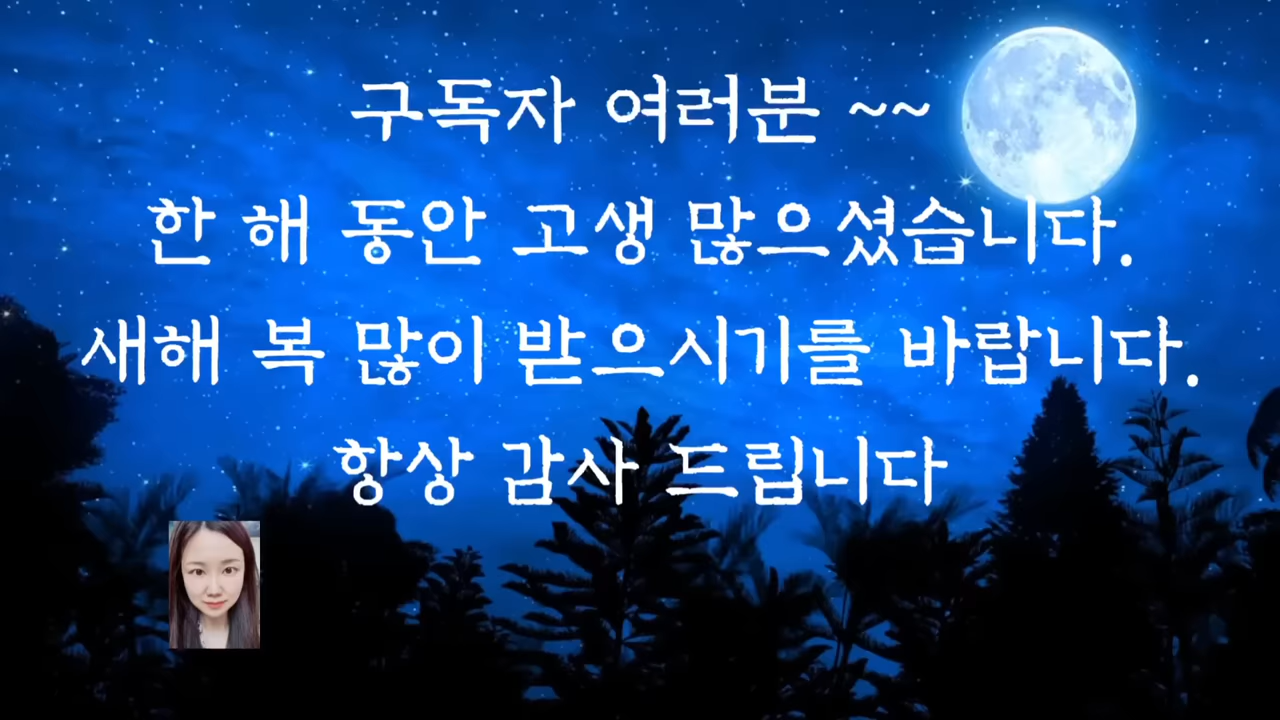 구독자 여러분 ~~
한 해 동안 고생 많으셨습니다.
새해 복 많이 받으시기를 바랍니다.
항상 감사 드립니다